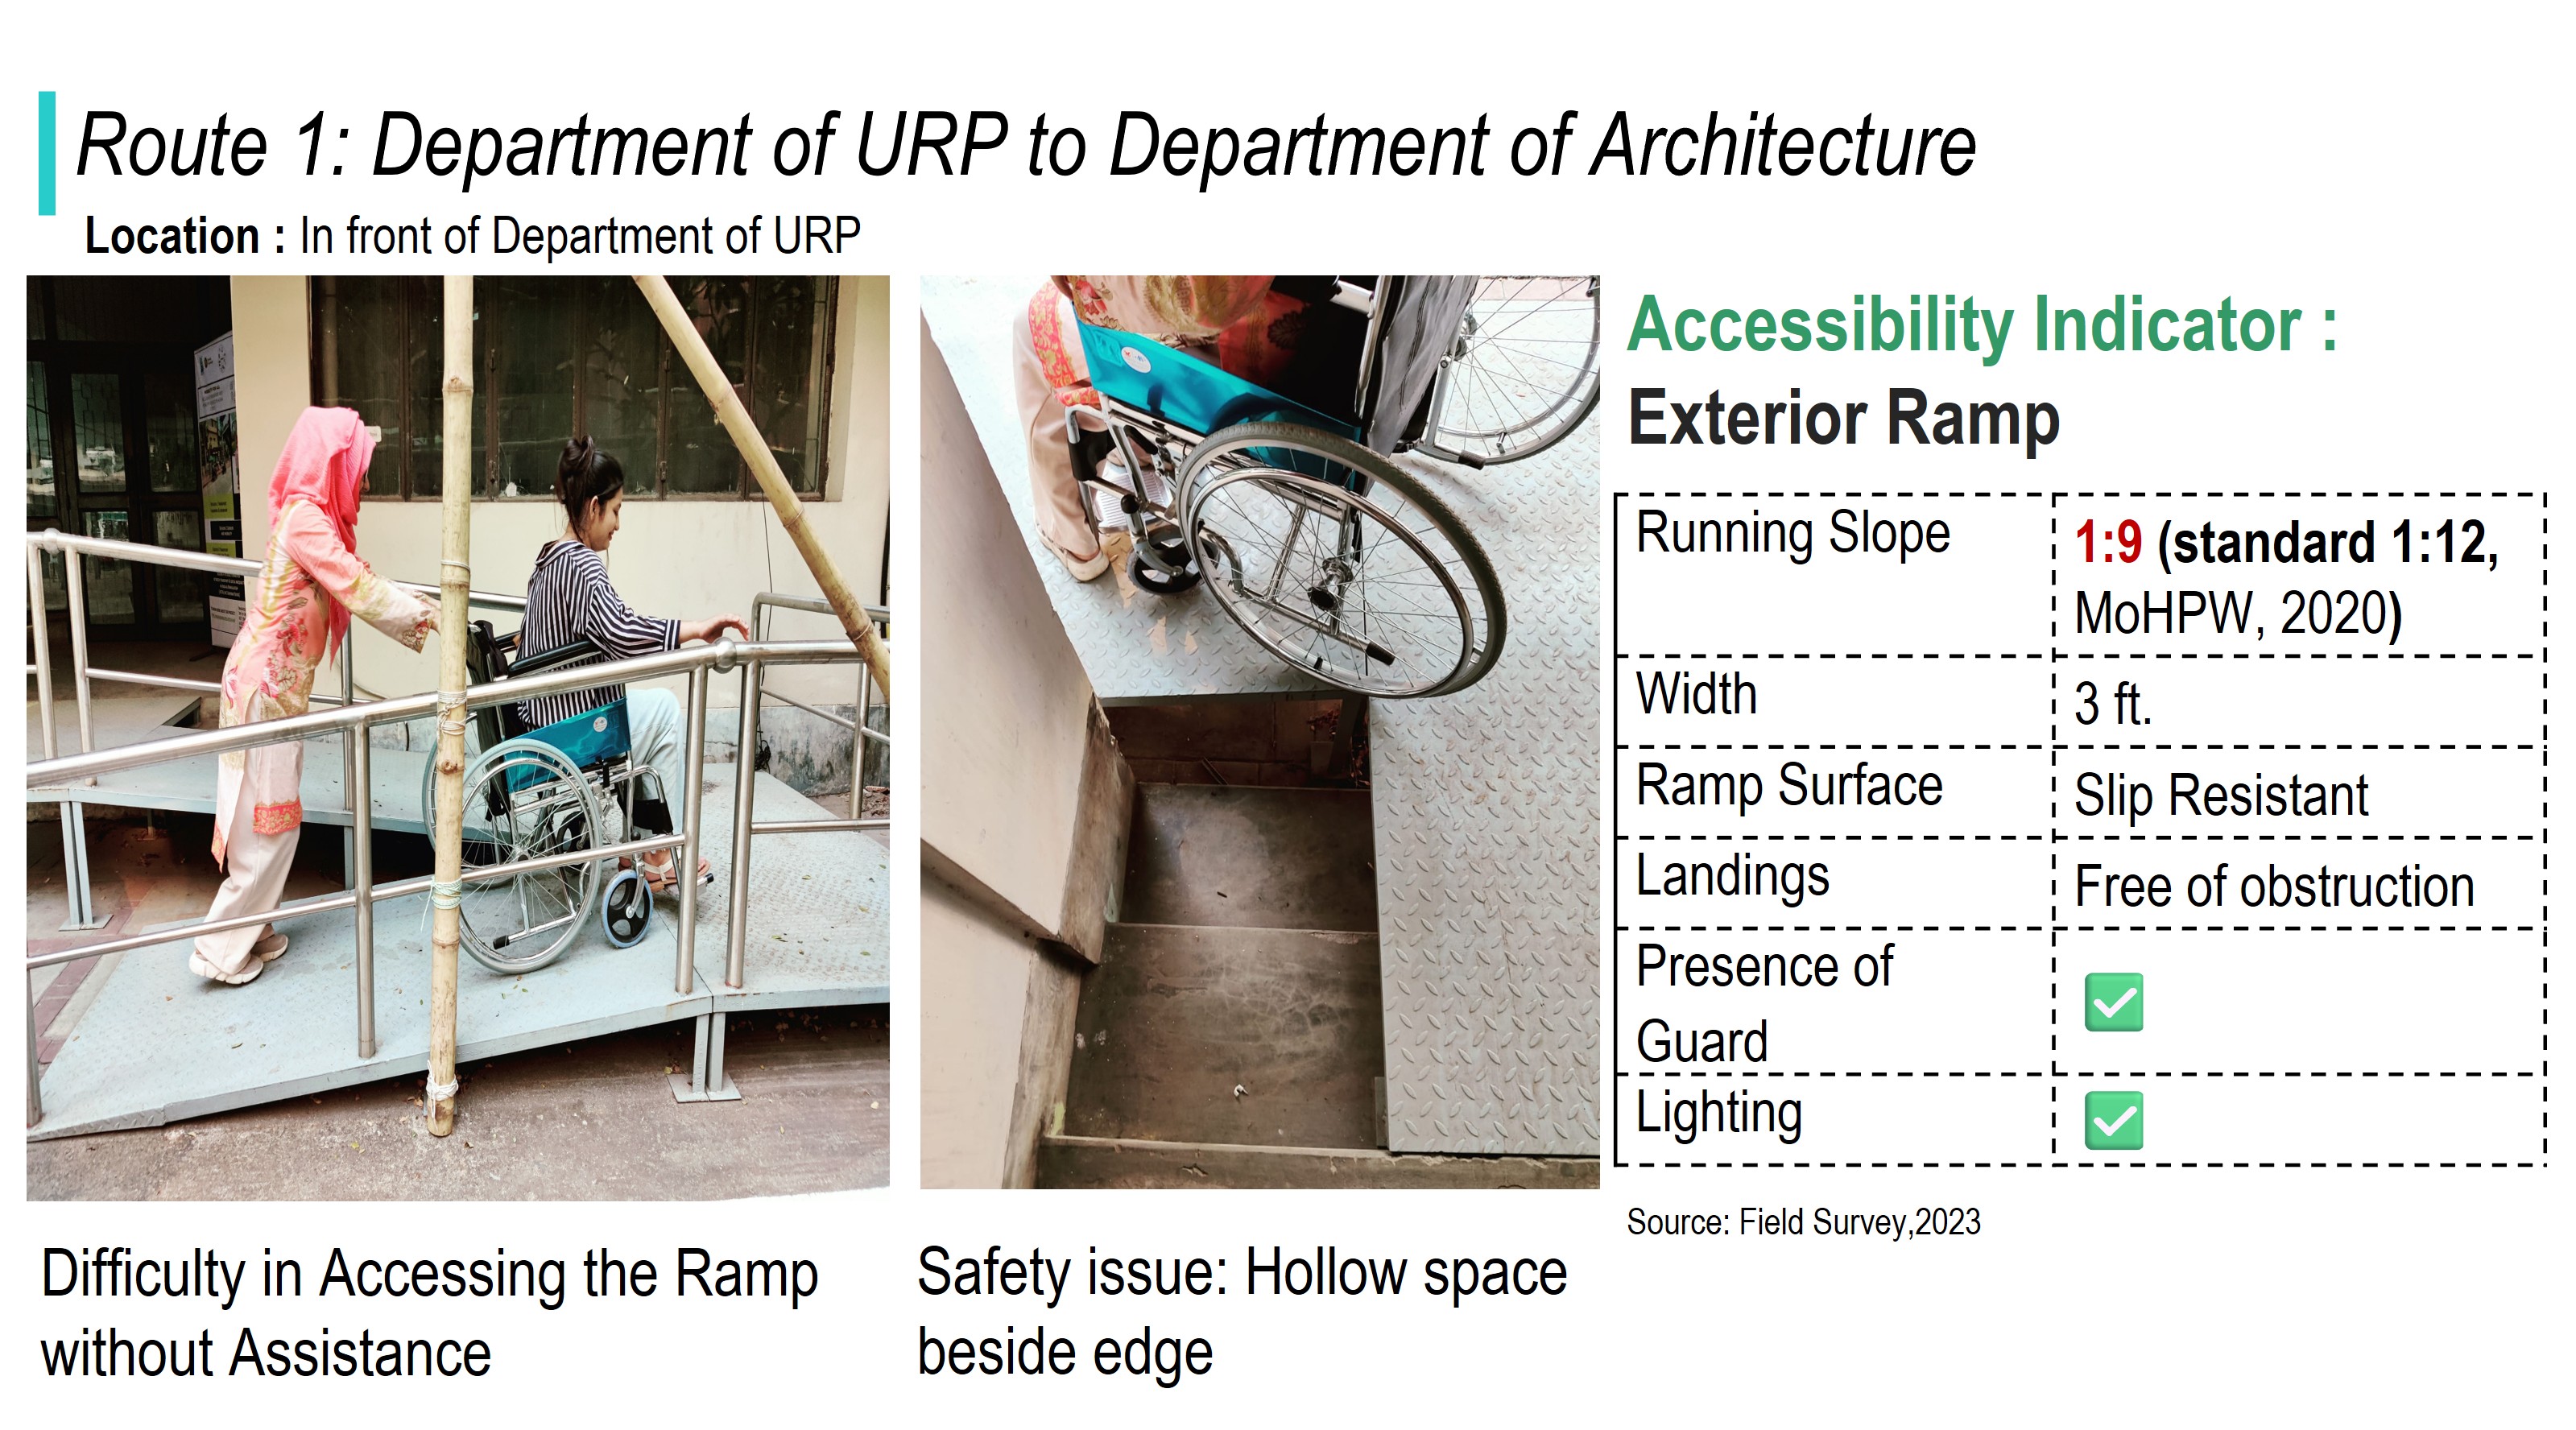 Route 1: Department of URP to Department of Architecture
Location : In front of Department of URP
Accessibility Indicator :
Exterior Ramp
Running Slope
1:9 (standard 1:12,
MoHPW, 2020)
Width
3 ft.
Ramp Surface
Slip Resistant
Landings
Free of obstruction
Presence of
Guard
Lighting
Source: Field Survey,2023
Difficulty in Accessing the Ramp
without Assistance
Safety issue: Hollow space
beside edge